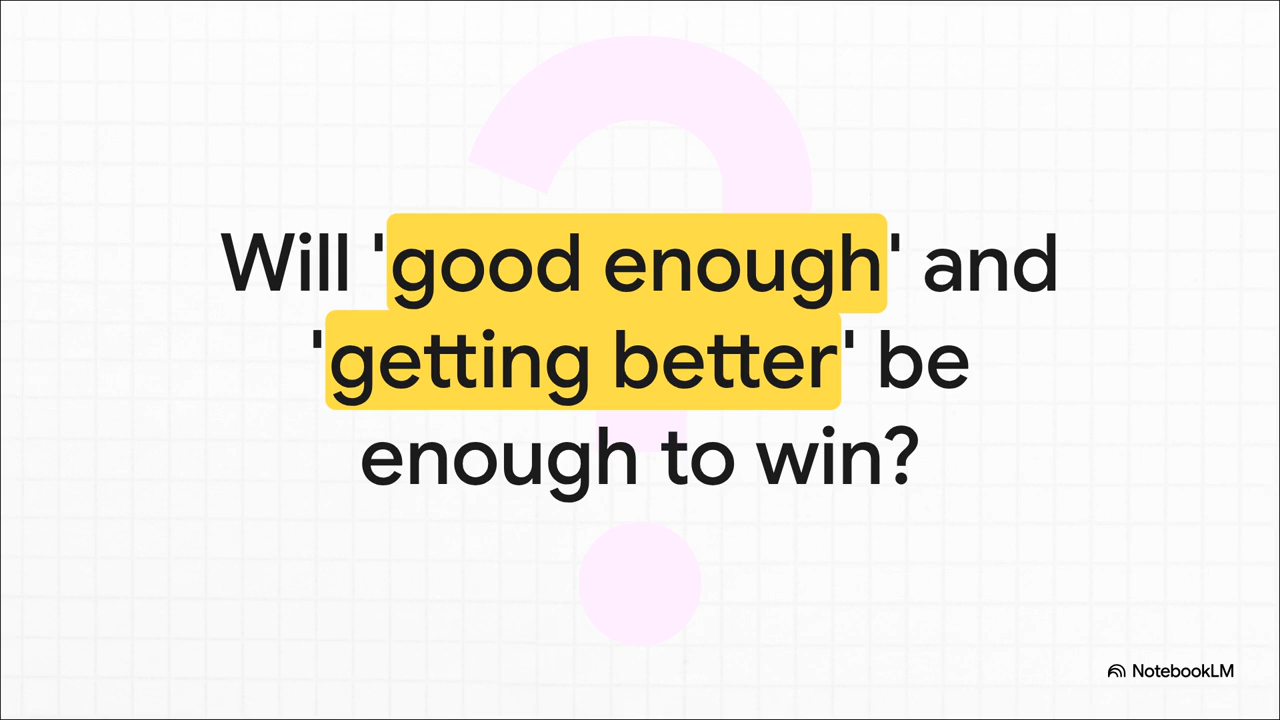 Will 'good enough' and
'getting better' be
enough to win?
NotebookLM